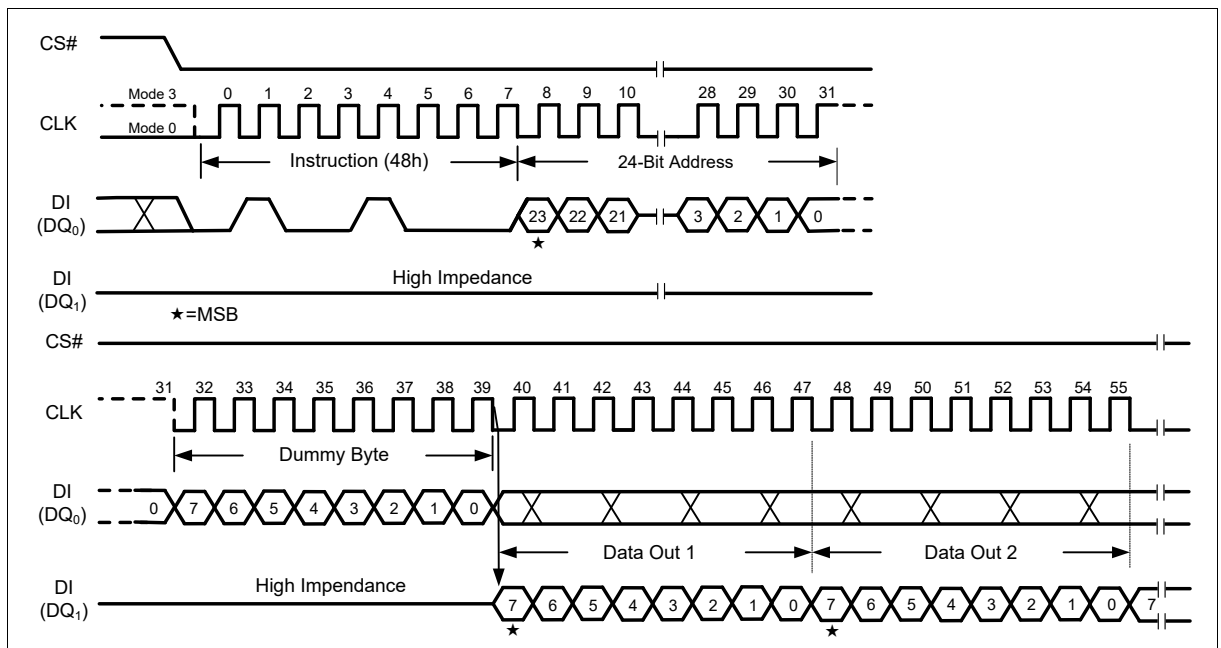 CS#
Mode 3
0 1 2 3 4 5 6 7 8 9 10 28 29 30 31
CLK
Mode 0
Instruction (48h)
24-Bit Address
DI
(DQ0)
23 22 21 3 2 1 0
★
High Impedance
DI
(DQ1)
★=MSB
CS#
31 32 33 34 35 36 37 38 39 40 41 42 43 44 45 46 47 48 49 50 51 52 53 54 55
CLK
Dummy Byte
DI
(DQ0)
0 7 6 5 4 3 2 1 0
Data Out 1
Data Out 2
High Impendance
DI
(DQ1)
7 6 5 4 3 2 1 0 7 6 5 4 3 2 1 0 7
★ ★